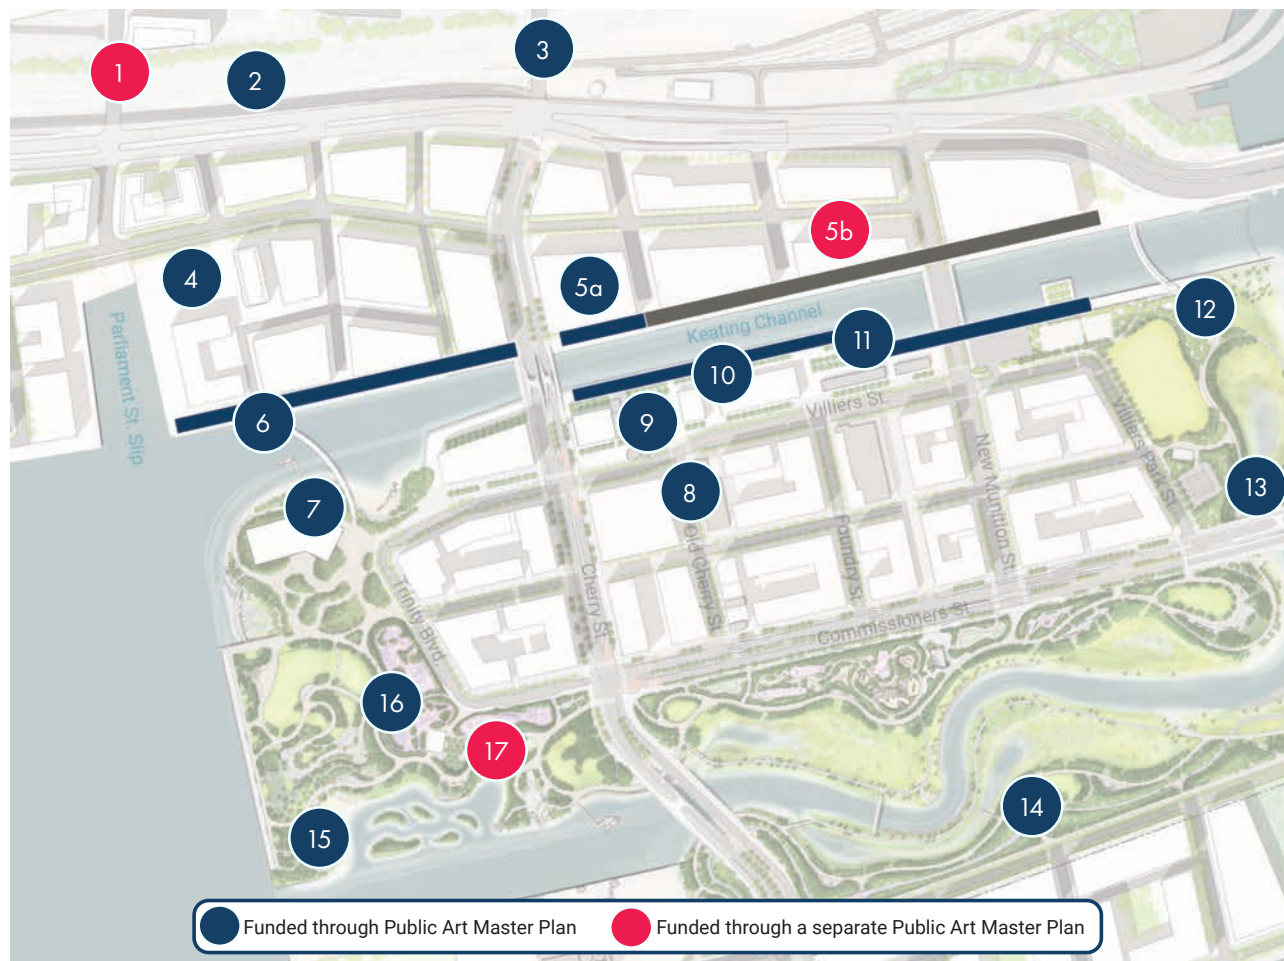 3
1
2
5b
4
5a
12
Keating Channel
11
10
Parliament St. Slip
Villiers St.
6
9
Villiers Park St.
New Munition St.
8
13
7
Old Cherry St.
Foundry St.
Cherry St.
Trinity Blvd.
Commissioners St.
16
17
14
15
Funded through Public Art Master Plan
Funded through a separate Public Art Master Plan